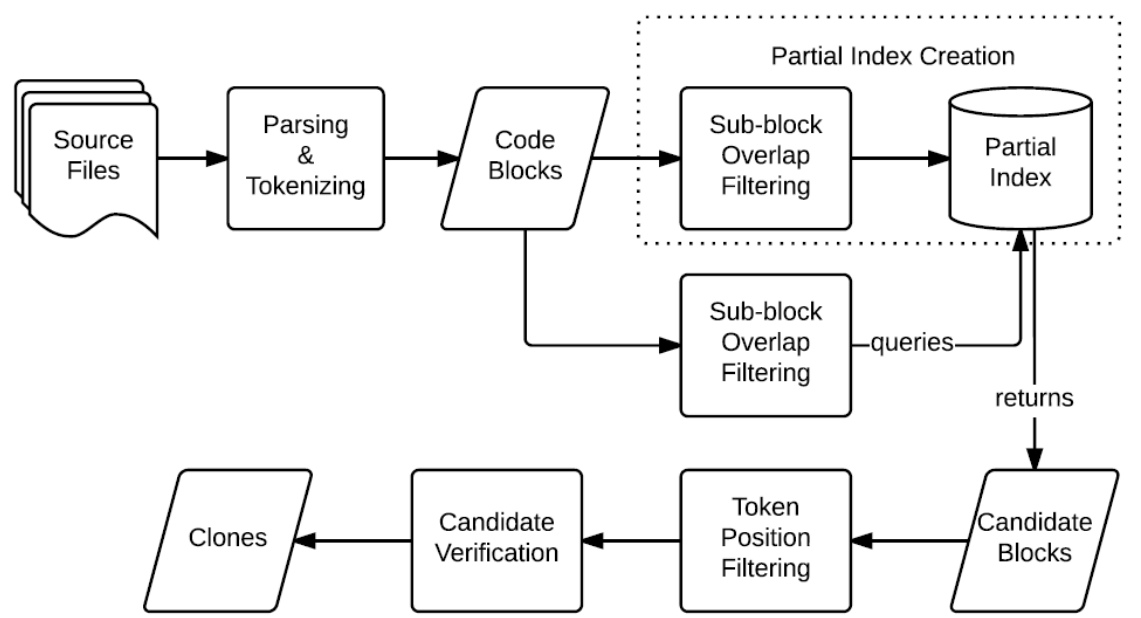 Partial Index Creation
Source
Files
Parsing
&
Tokenizing
Code
Blocks
Sub-block
Overlap
Filtering
Partial
Index
Sub-block
Overlap
Filtering
queries
returns
Clones
Candidate
Verification
Token
Position
Filtering
Candidate
Blocks